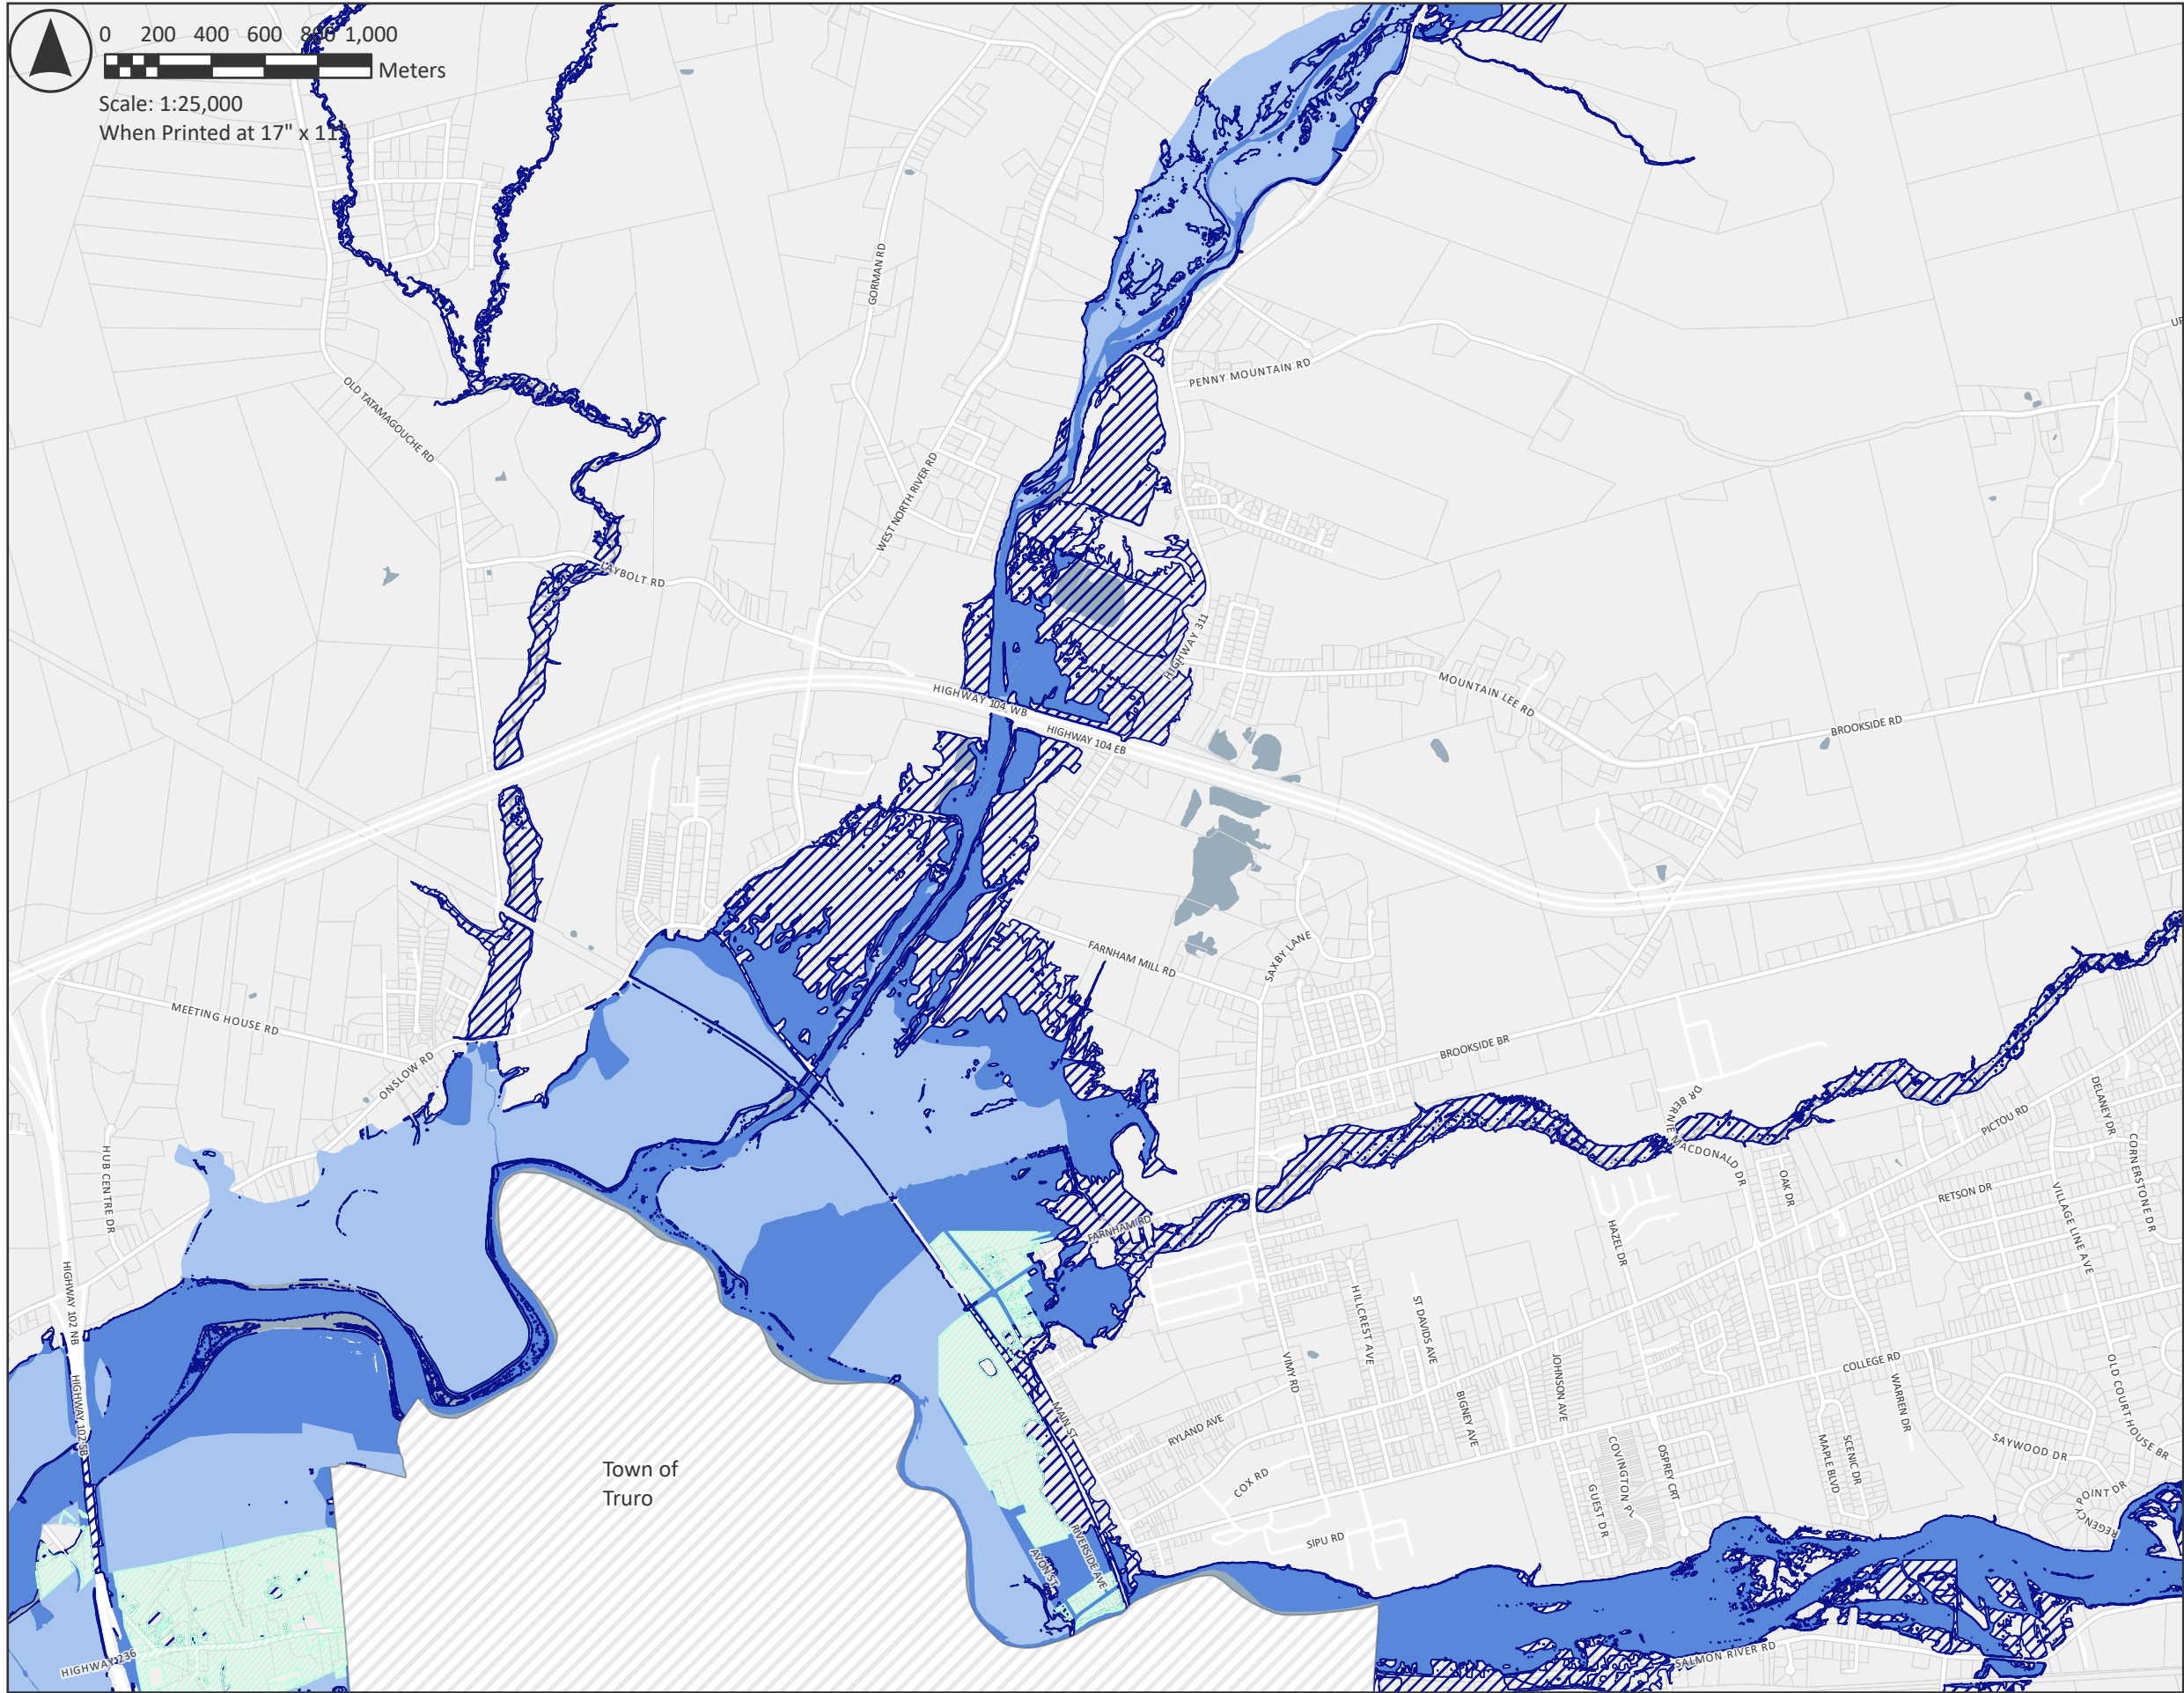 0 200 400 600 800 1,000
Meters
Scale: 1:25,000
When Printed at 17" x 11"
GORMAN RD
OLD TATAMAGOUCHE RD
PENNY MOUNTAIN RD
WEST NORTH RIVER RD
LAYBOLT RD
HIGHWAY 311
HIGHWAY 104 WB
HIGHWAY 104 EB
MOUNTAIN LEE RD
BROOKSIDE RD
FARNHAM MILL RD
SAXBY LANE
MEETING HOUSE RD
ONSLOW RD
BROOKSIDE BR
DR BERNIE MACDONALD DR
PICTOU RD
DELANEY DR
CORNERSTONE DR
HUB CENTRE DR
OAK DR
RETSON DR
VILLAGE LINE AVE
FARNHAM RD
HAZEL DR
HIGHWAY 102 NB
HILLCREST AVE
ST DAVIDS AVE
VIMY RD
JOHNSON AVE
COLLEGE RD
WARREN DR
OLD COURT HOUSE BR
HIGHWAY 102 SB
MAIN ST
RYLAND AVE
BIGNEY AVE
SAYWOOD DR
Town of
Truro
COX RD
COVINGTON PL
OSPREY CRT
MAPLE BLVD
SCENIC DR
GUEST DR
REGENCY POINT DR
SIPU RD
RIVERSIDE AVE
AVON ST
HIGHWAY 236
SALMON RIVER RD